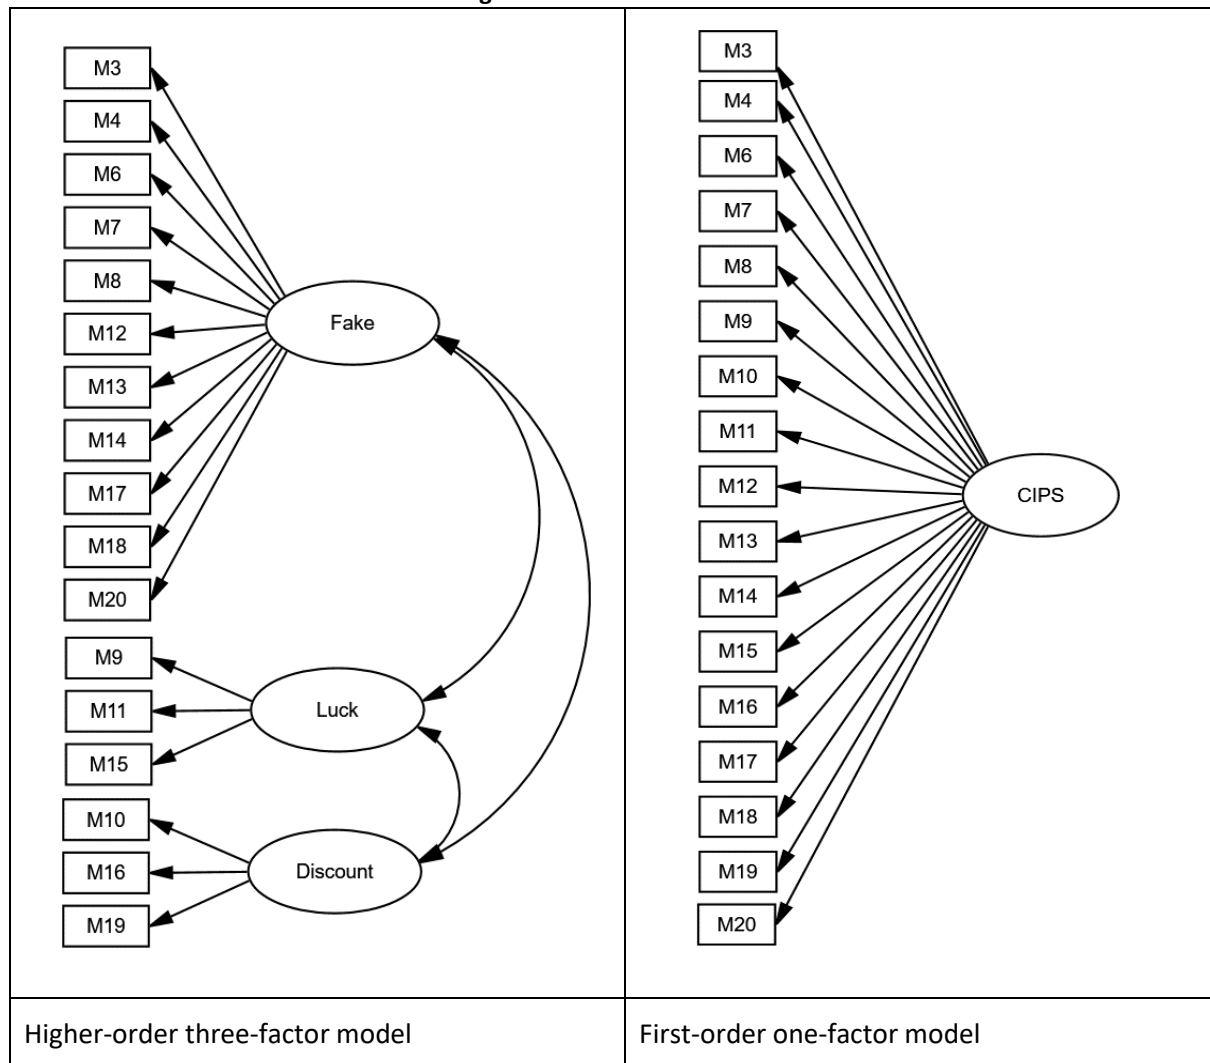 M3
M4
M6
M7
M8
M12
M13
M14
M17
M18
M20
M9
M11
M15
M10
M16
M19
Fake
Luck
Discount
Higher-order three-factor model
M3
M4
M6
M7
M8
M9
M10
M11
M12
M13
M14
M15
M16
M17
M18
M19
M20
CIPS
First-order one-factor model